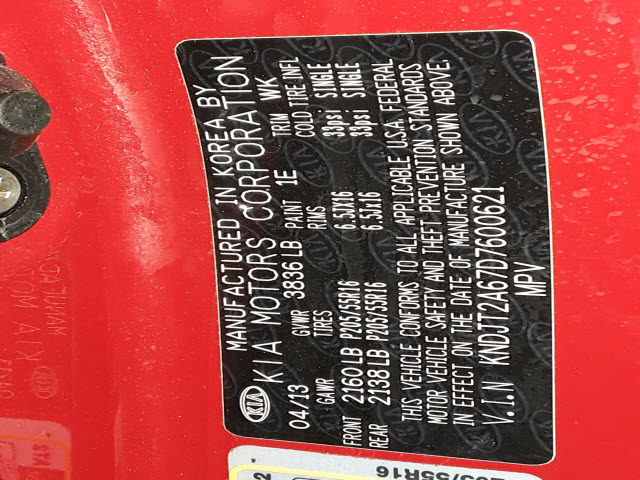 MANUFACTURED IN KOREA BY
KIA KIA MOTORS CORPORATION
04/13 GVWR 3836 LB PAINT 1E TRIM WK
GAWR TIRES RIMS COLD TIRE INFL
FRONT 2160 LB P205/55R16 6.5JX16 33psi SINGLE
REAR 2138 LB P205/55R16 6.5JX16 33psi SINGLE
THIS VEHICLE CONFORMS TO ALL APPLICABLE U.S.A. FEDERAL
MOTOR VEHICLE SAFETY AND THEFT PREVENTION STANDARDS
IN EFFECT ON THE DATE OF MANUFACTURE SHOWN ABOVE.
V.I.N KNDJT2A67D7600621
MPV
205/55R16